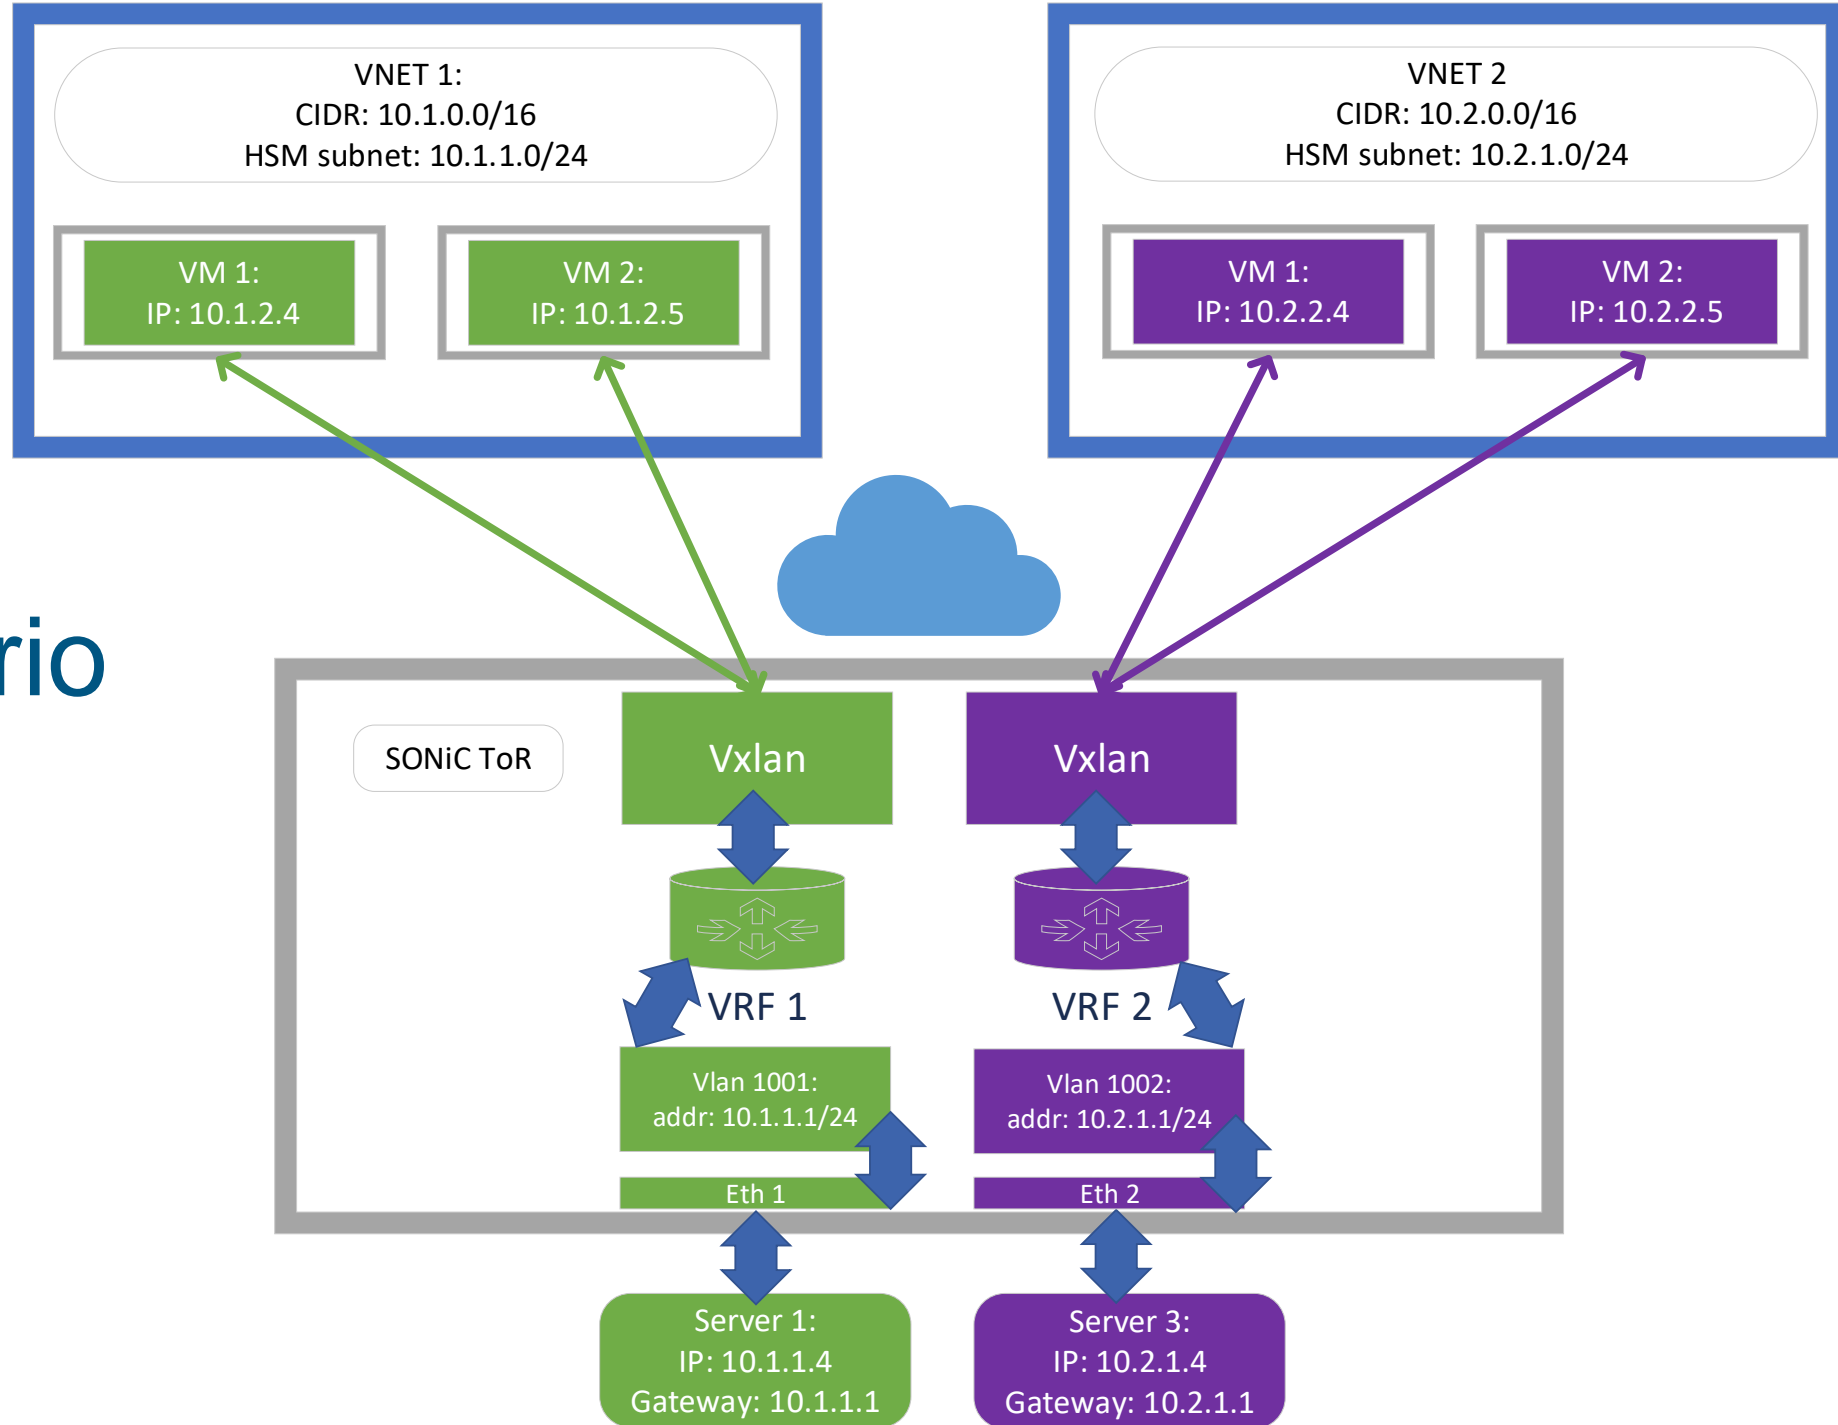 VNET 1:
CIDR: 10.1.0.0/16
HSM subnet: 10.1.1.0/24
VNET 2
CIDR: 10.2.0.0/16
HSM subnet: 10.2.1.0/24
VM 1:
IP: 10.1.2.4
VM 2:
IP: 10.1.2.5
VM 1:
IP: 10.2.2.4
VM 2:
IP: 10.2.2.5
rio
SONiC ToR
Vxlan
Vxlan
VRF 1
VRF 2
Vlan 1001:
addr: 10.1.1.1/24
Vlan 1002:
addr: 10.2.1.1/24
Eth 1
Eth 2
Server 1:
IP: 10.1.1.4
Gateway: 10.1.1.1
Server 3:
IP: 10.2.1.4
Gateway: 10.2.1.1